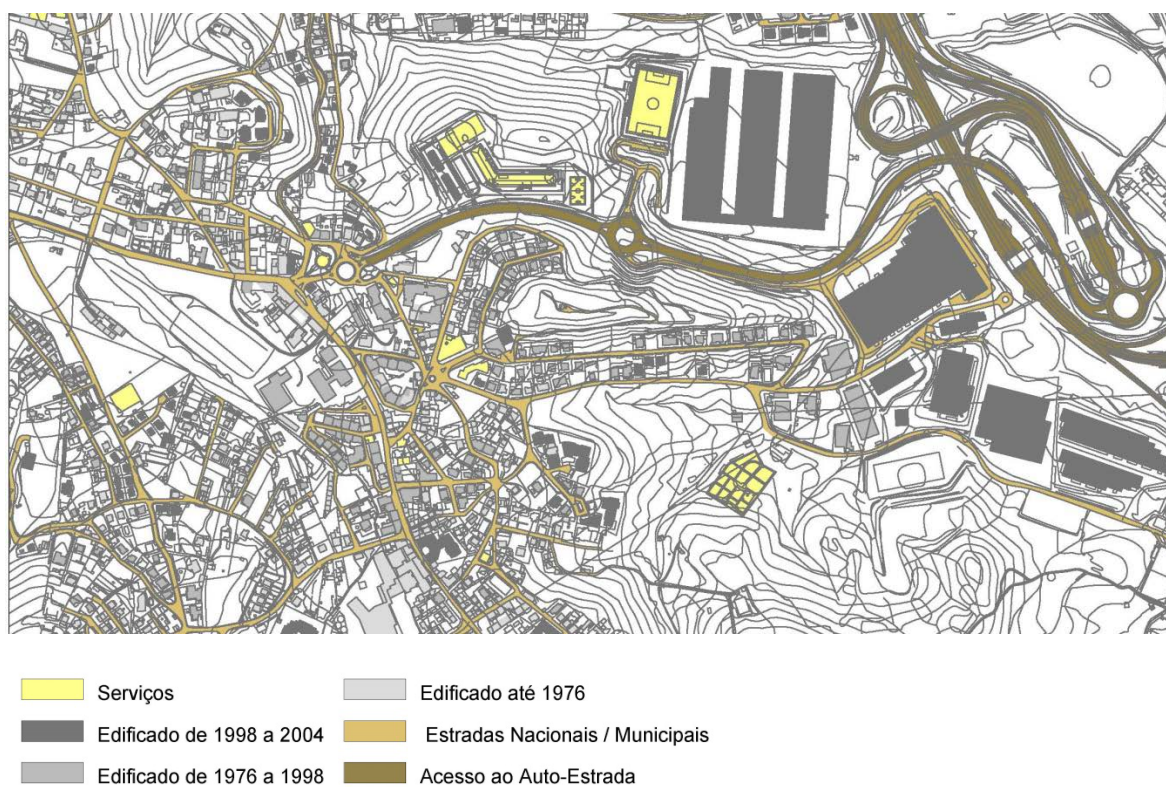 Serviços
Edificado até 1976
Edificado de 1998 a 2004
Estradas Nacionais / Municipais
Edificado de 1976 a 1998
Acesso ao Auto-Estrada